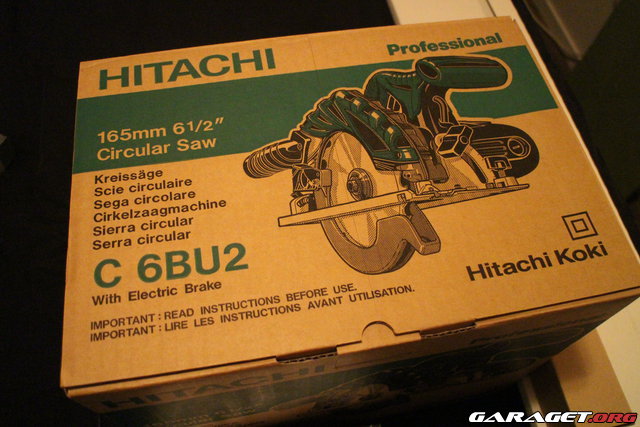 HITACHI
Professional
165mm 6 1/2"
Circular Saw
Kreissäge
Scie circulaire
Sega circolare
Cirkelzaagmachine
Sierra circular
Serra circular
C 6BU2
With Electric Brake
Hitachi Koki
IMPORTANT : READ INSTRUCTIONS BEFORE USE.
IMPORTANT : LIRE LES INSTRUCTIONS AVANT UTILISATION.
HITACHI
GARAGET.ORG